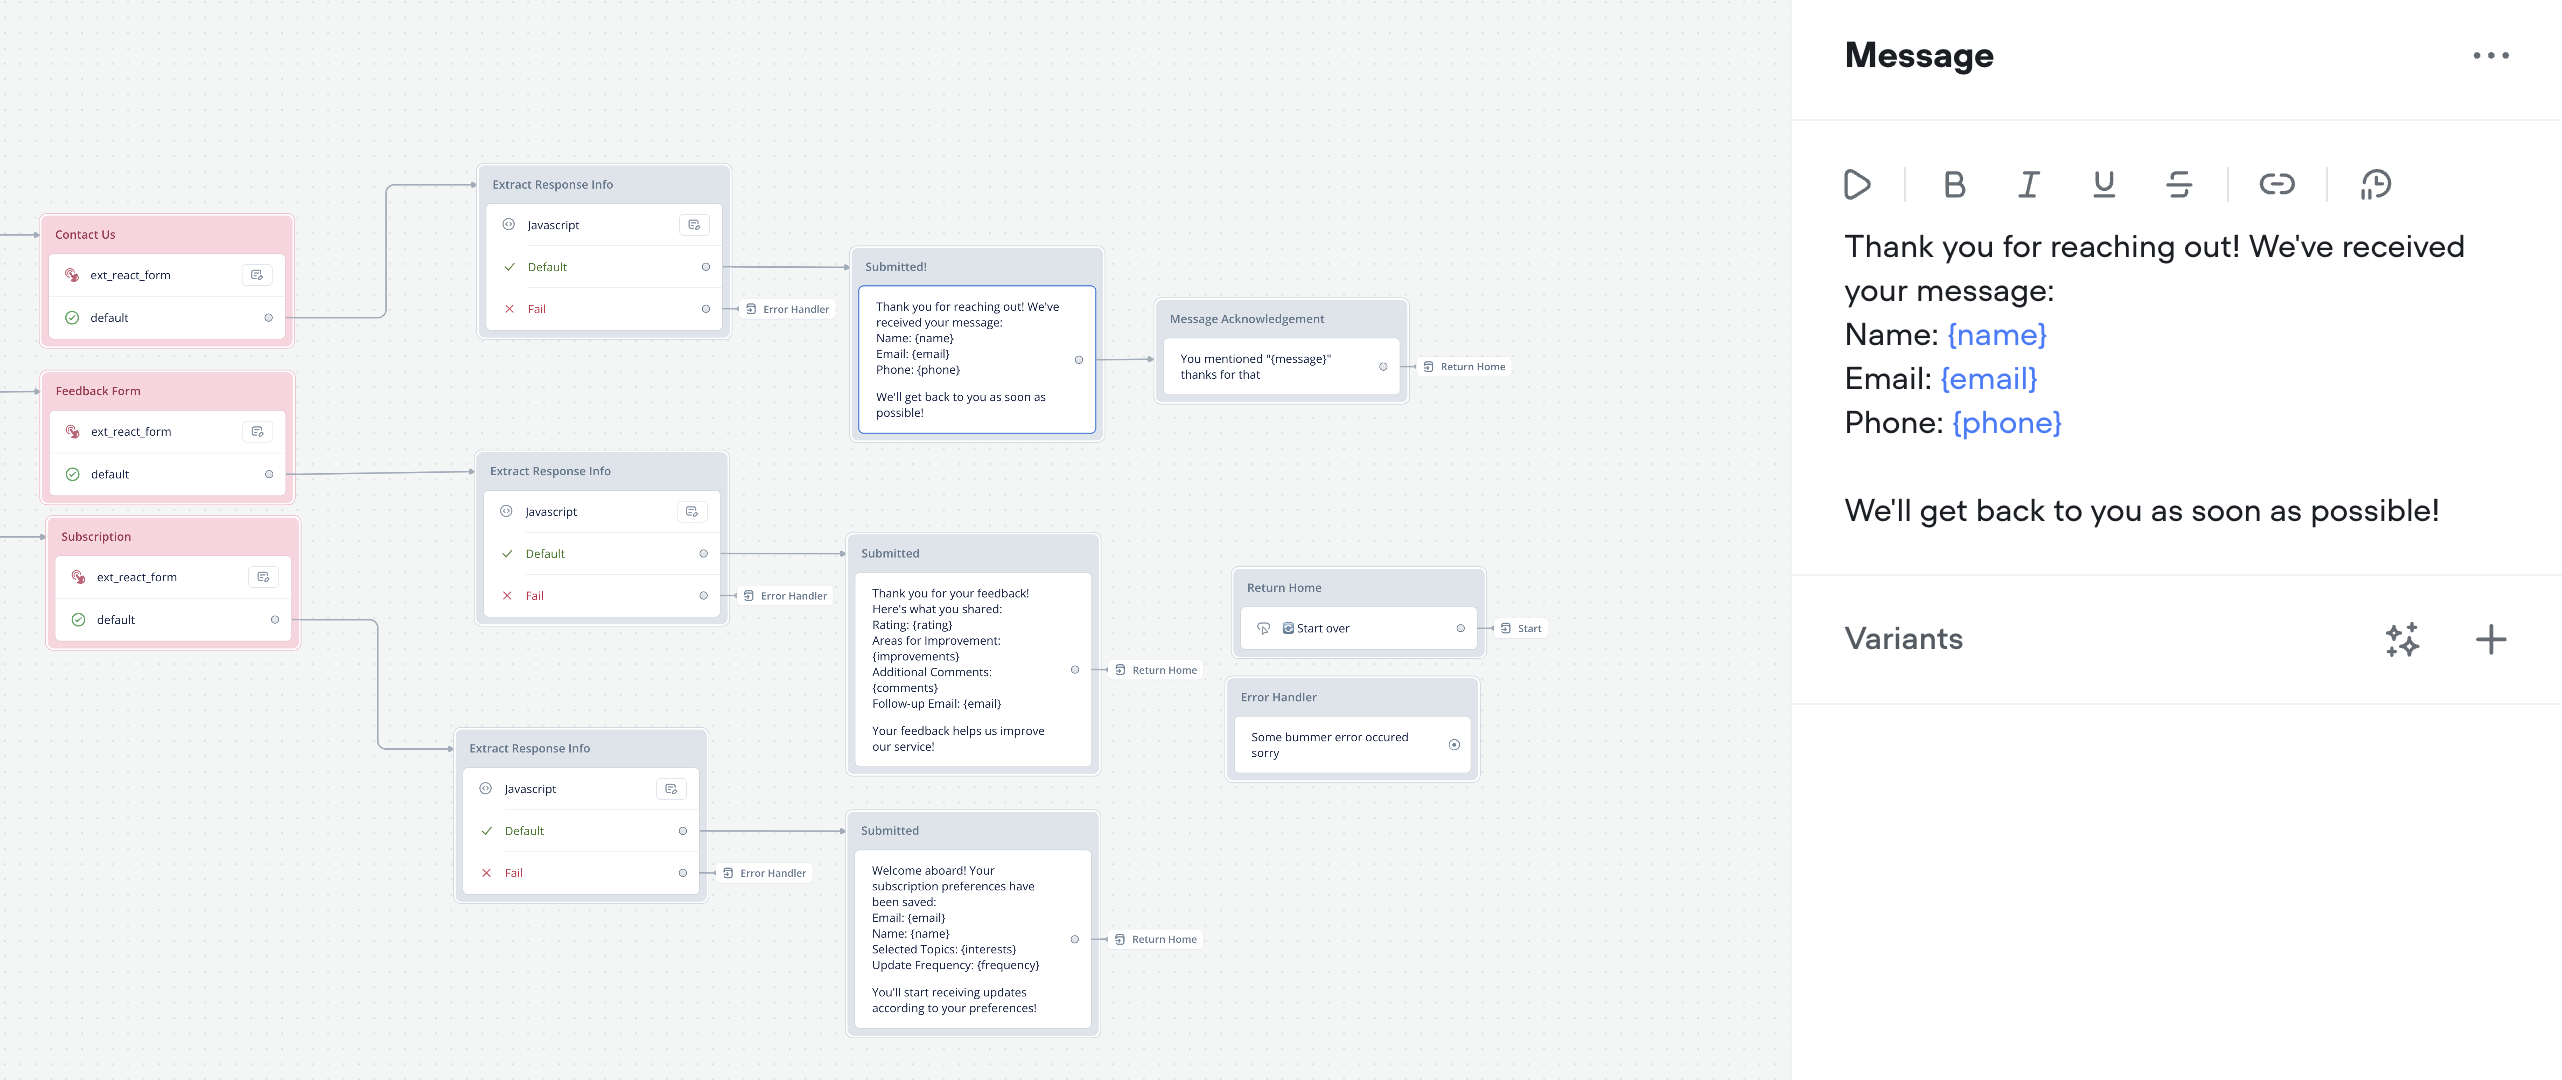 Contact Us
ext_react_form
default
Feedback Form
ext_react_form
default
Subscription
ext_react_form
default
Extract Response Info
Javascript
Default
Fail
Error Handler
Extract Response Info
Javascript
Default
Fail
Error Handler
Extract Response Info
Javascript
Default
Fail
Error Handler
Submitted!
Thank you for reaching out! We've
received your message:
Name: {name}
Email: {email}
Phone: {phone}
We'll get back to you as soon as
possible!
Message Acknowledgement
You mentioned "{message}"
thanks for that
Return Home
Submitted
Thank you for your feedback!
Here's what you shared:
Rating: {rating}
Areas for Improvement:
{improvements}
Additional Comments:
{comments}
Follow-up Email: {email}
Your feedback helps us improve
our service!
Return Home
Submitted
Welcome aboard! Your
subscription preferences have
been saved:
Email: {email}
Name: {name}
Selected Topics: {interests}
Update Frequency: {frequency}
You'll start receiving updates
according to your preferences!
Return Home
Return Home
Start over
Start
Error Handler
Some bummer error occured
sorry
Message
B I U S
Thank you for reaching out! We've received
your message:
Name: {name}
Email: {email}
Phone: {phone}
We'll get back to you as soon as possible!
Variants